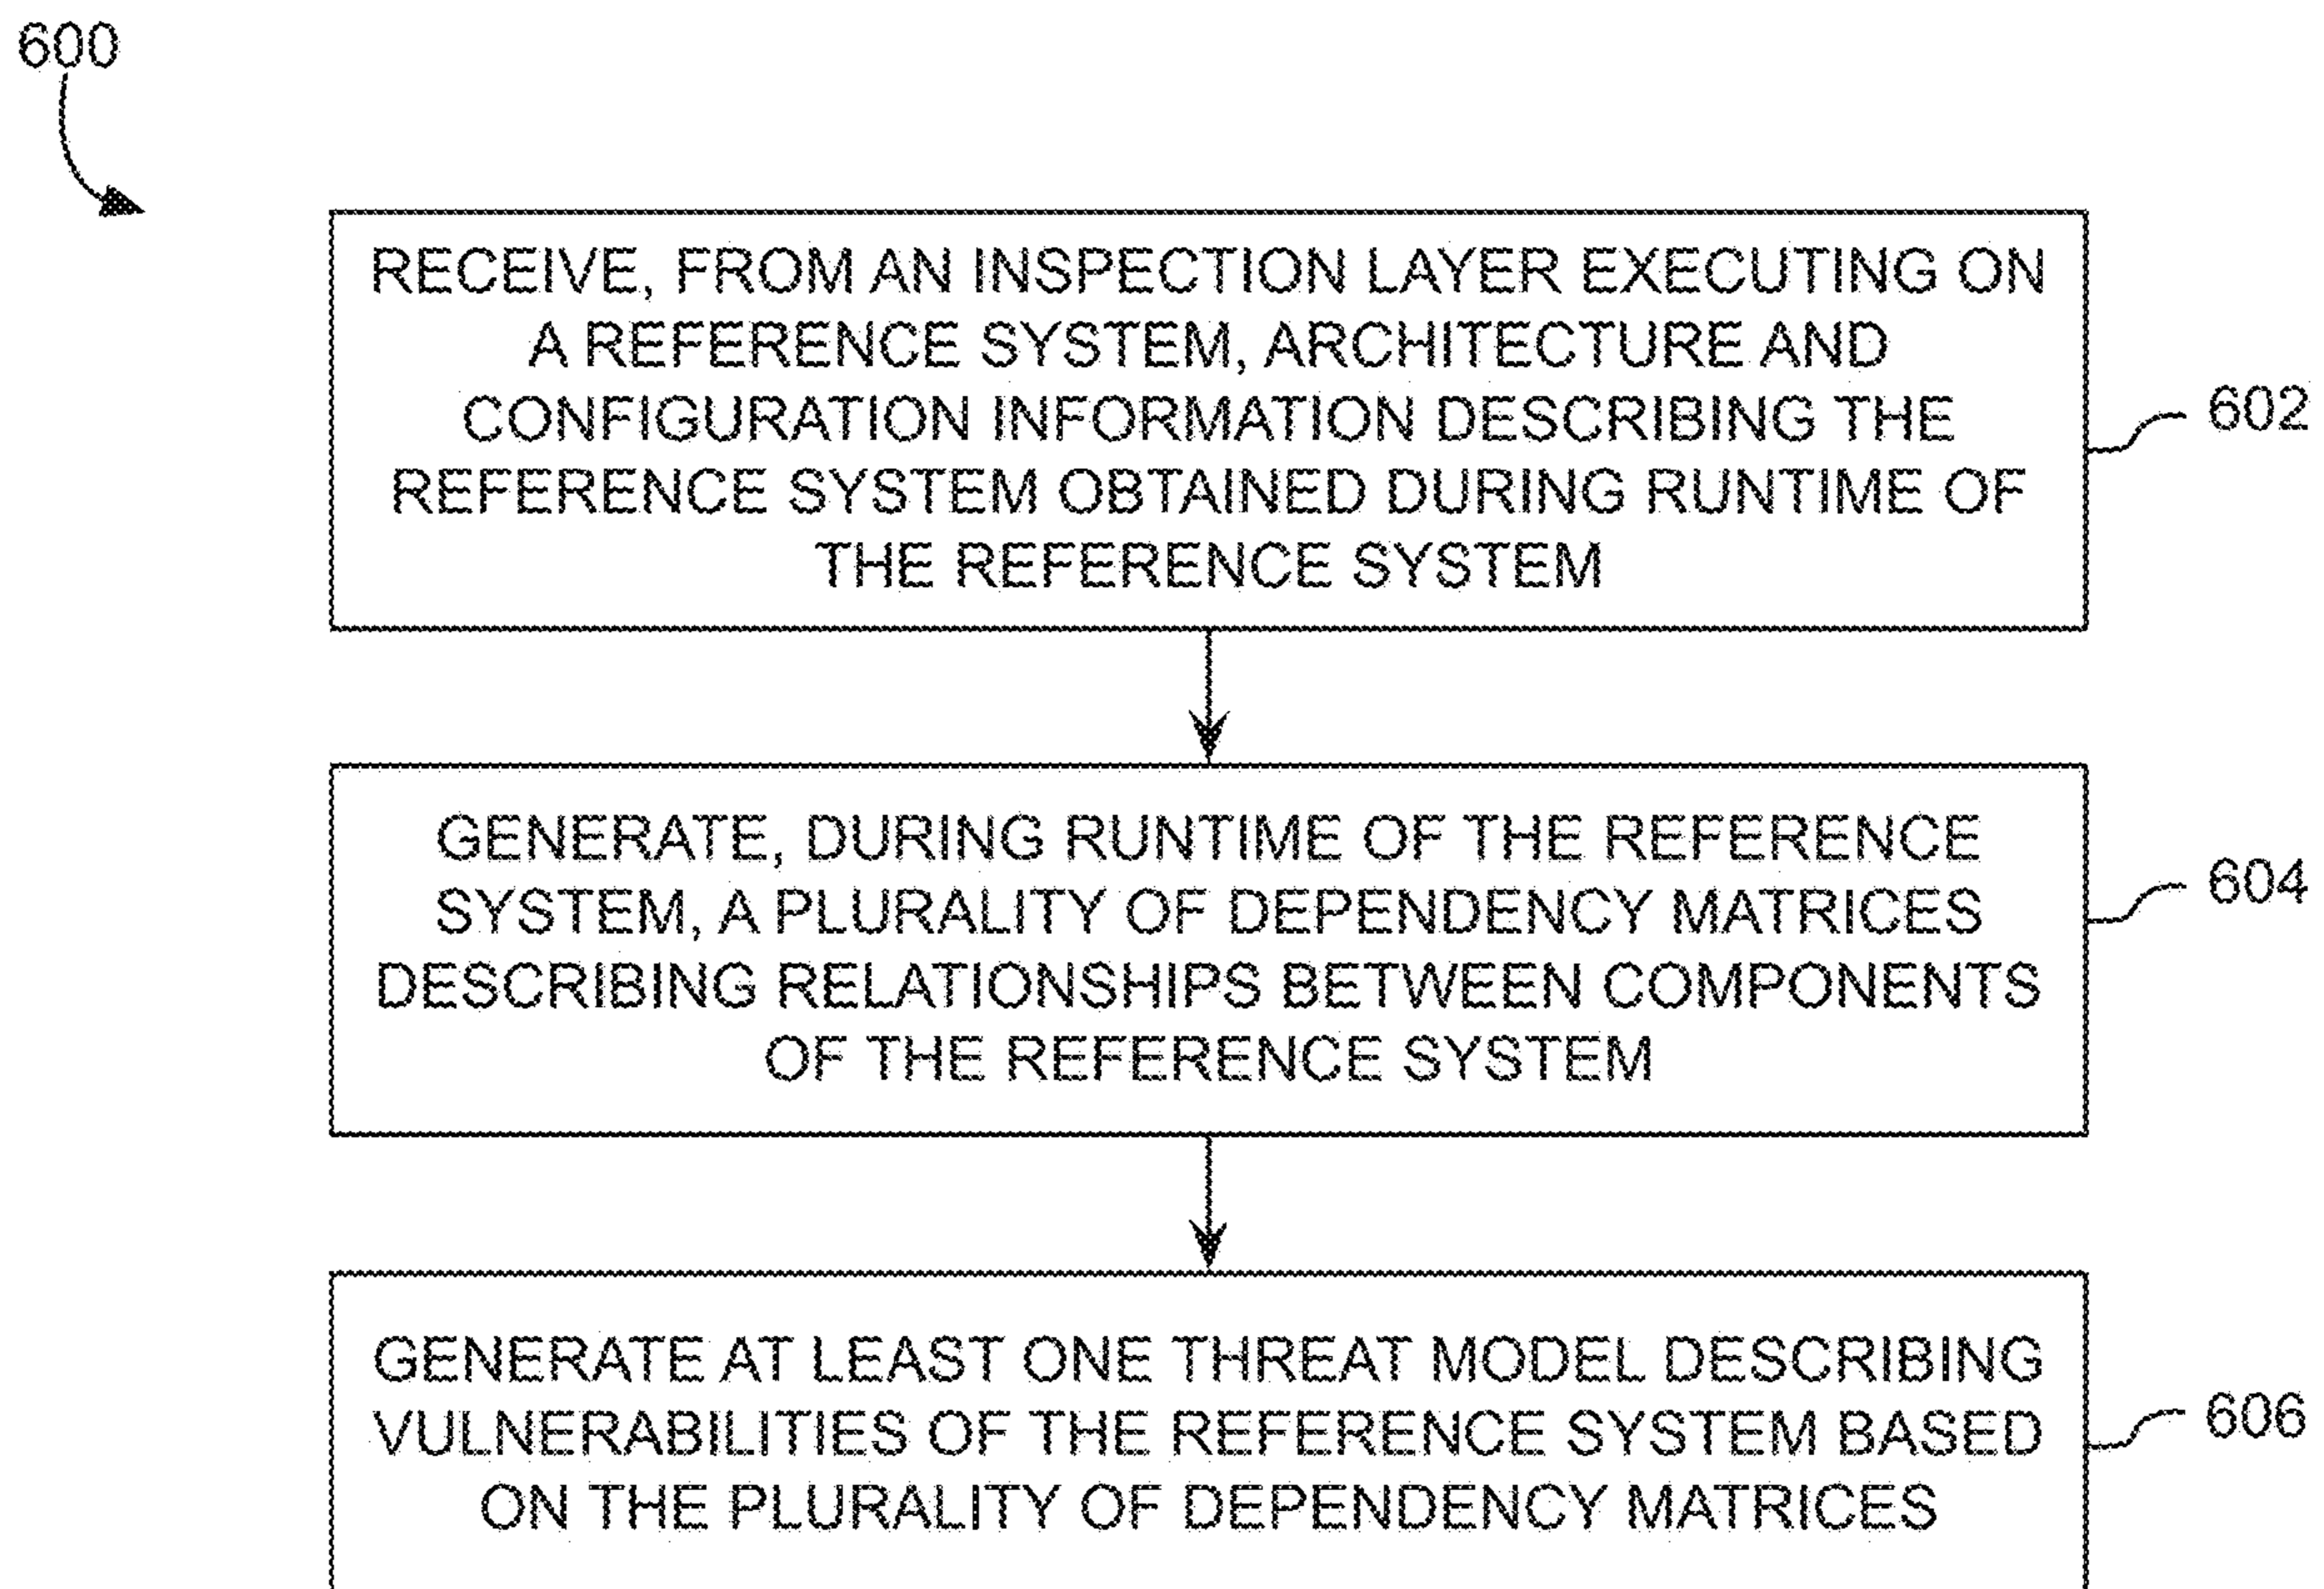 600
RECEIVE, FROM AN INSPECTION LAYER EXECUTING ON
A REFERENCE SYSTEM, ARCHITECTURE AND
CONFIGURATION INFORMATION DESCRIBING THE
REFERENCE SYSTEM OBTAINED DURING RUNTIME OF
THE REFERENCE SYSTEM
602
GENERATE, DURING RUNTIME OF THE REFERENCE
SYSTEM, A PLURALITY OF DEPENDENCY MATRICES
DESCRIBING RELATIONSHIPS BETWEEN COMPONENTS
OF THE REFERENCE SYSTEM
604
GENERATE AT LEAST ONE THREAT MODEL DESCRIBING
VULNERABILITIES OF THE REFERENCE SYSTEM BASED
ON THE PLURALITY OF DEPENDENCY MATRICES
606